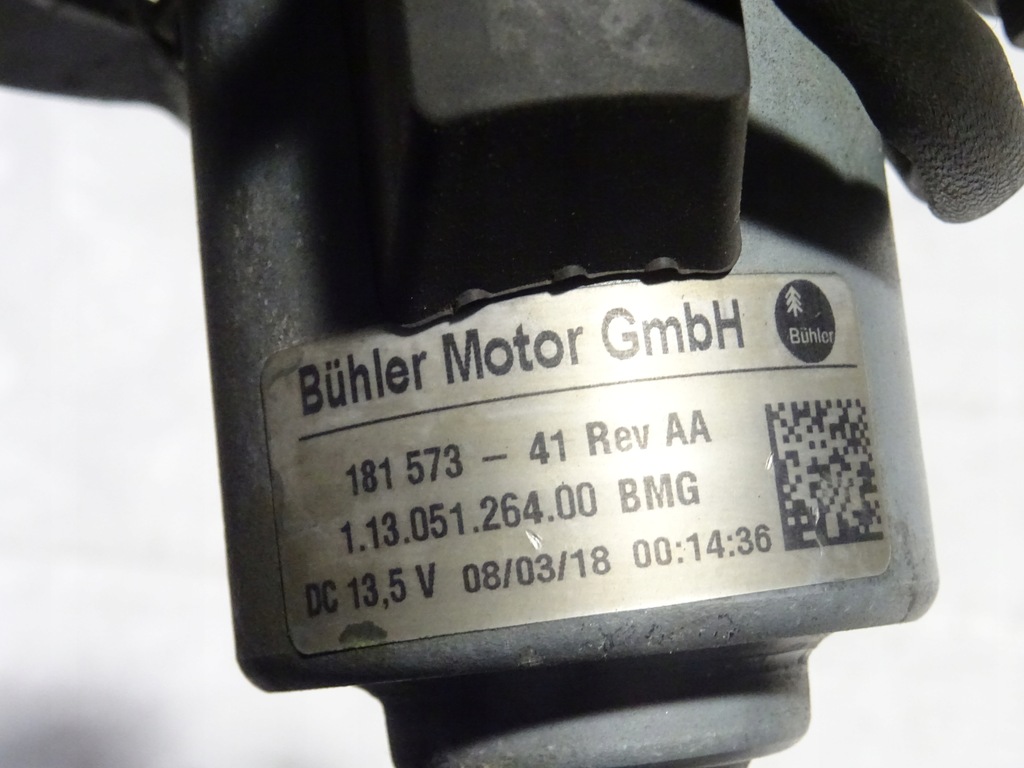 Bühler Motor GmbH
Bühler
181 573 - 41 Rev AA
1.13.051.264.00 BMG
DC 13,5 V 08/03/18 00:14:36